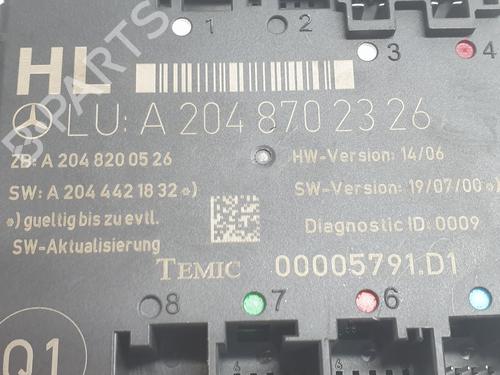 1
3
4
HL
LU: A 204 870 23 26
ZB: A 204 820 05 26
HW-Version: 14/06
SW: A 204 442 18 32 *)
SW-Version: 19/07/00 *)
*) gueltig bis zu evtl.
SW-Aktualisierung
Diagnostic ID: 0009
TEMIC
00005791.D1
8
7
6
Q1
B-PARTS